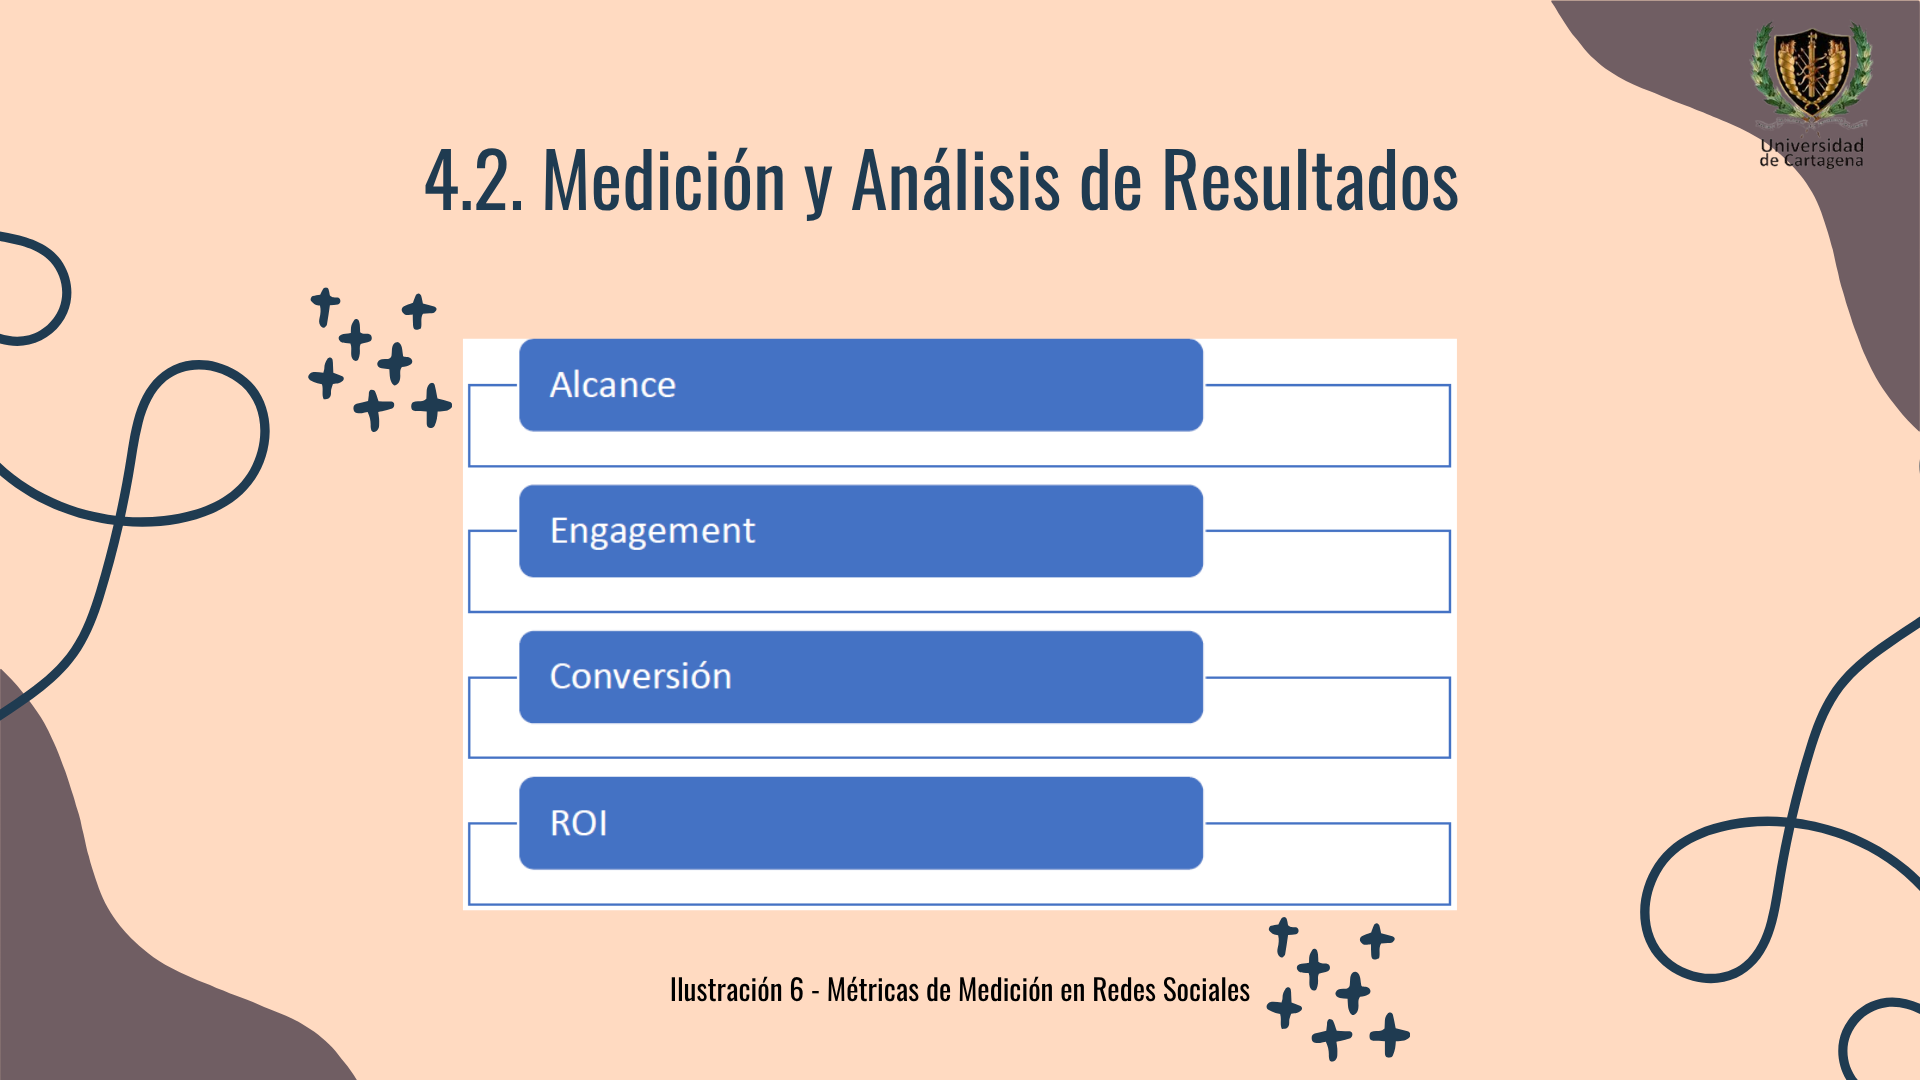 Universidad
de Cartagena
4.2. Medición y Análisis de Resultados
Alcance
Engagement
Conversión
ROI
Ilustración 6 - Métricas de Medición en Redes Sociales